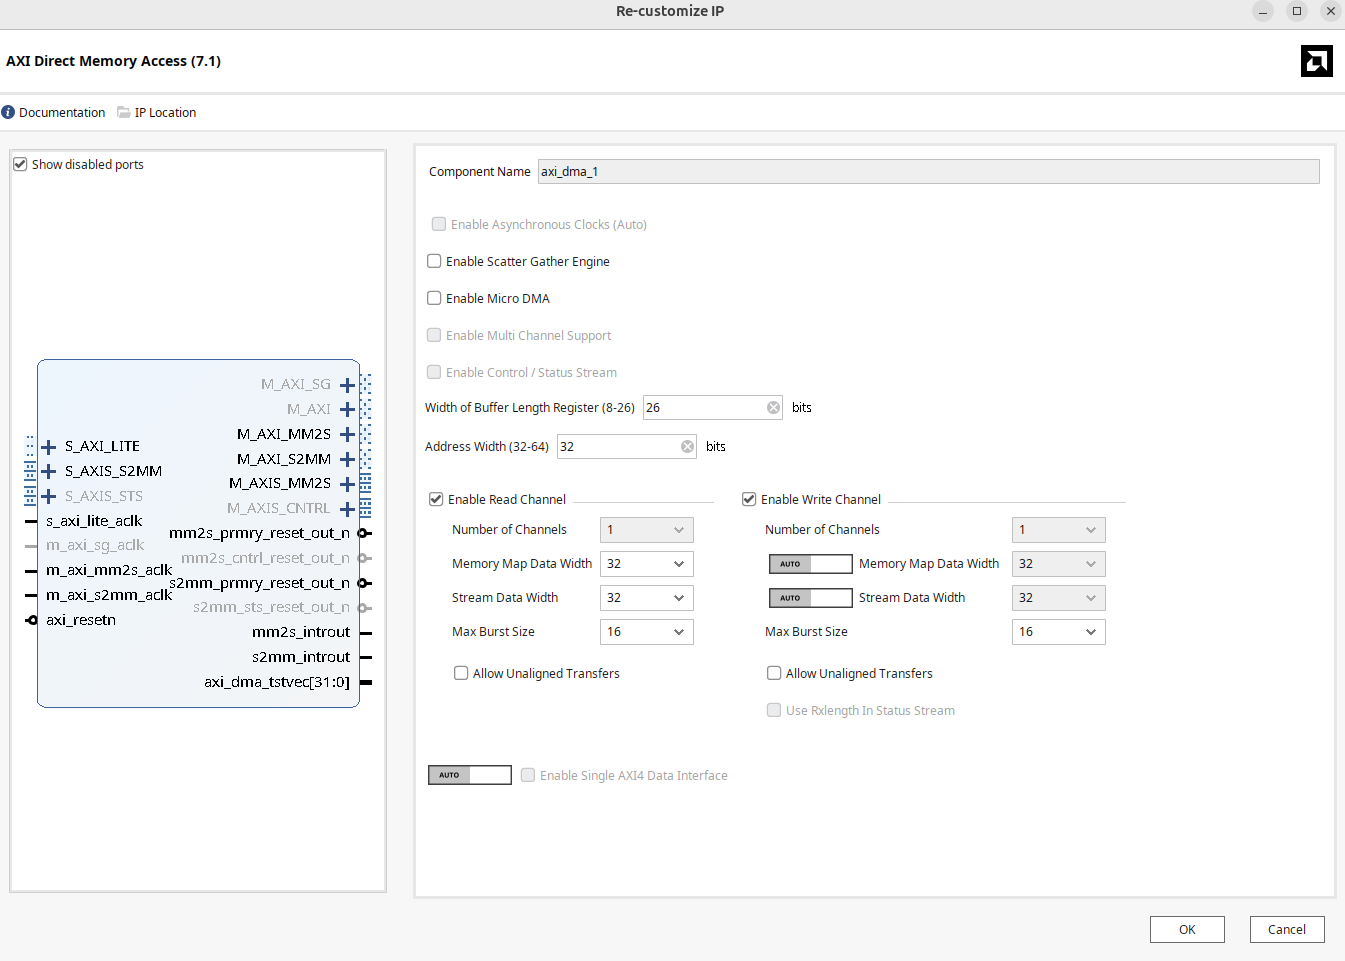 Re-customize IP
AXI Direct Memory Access (7.1)
Documentation IP Location
Show disabled ports
M_AXI_SG
M_AXI
M_AXI_MM2S
S_AXI_LITE
M_AXI_S2MM
S_AXIS_S2MM
M_AXIS_MM2S
S_AXIS_STS
M_AXIS_CNTRL
s_axi_lite_aclk
mm2s_prmry_reset_out_n
m_axi_sg_aclk
mm2s_cntrl_reset_out_n
m_axi_mm2s_aclk
s2mm_prmry_reset_out_n
m_axi_s2mm_aclk
s2mm_sts_reset_out_n
axi_resetn
mm2s_introut
s2mm_introut
axi_dma_tstvec[31:0]
Component Name axi_dma_1
Enable Asynchronous Clocks (Auto)
Enable Scatter Gather Engine
Enable Micro DMA
Enable Multi Channel Support
Enable Control / Status Stream
Width of Buffer Length Register (8-26) 26 bits
Address Width (32-64) 32 bits
Enable Read Channel
Number of Channels 1
Memory Map Data Width 32
Stream Data Width 32
Max Burst Size 16
Allow Unaligned Transfers
Enable Write Channel
Number of Channels 1
AUTO Memory Map Data Width 32
AUTO Stream Data Width 32
Max Burst Size 16
Allow Unaligned Transfers
Use Rxlength In Status Stream
AUTO Enable Single AXI4 Data Interface
OK Cancel